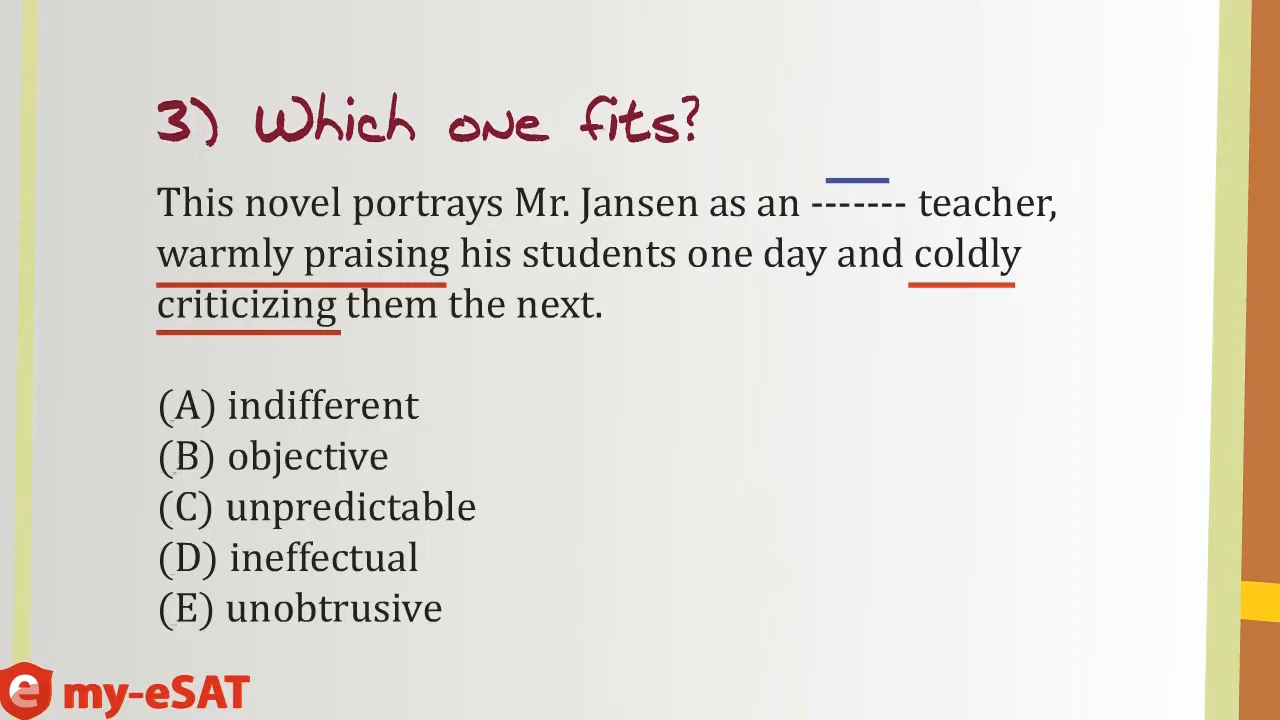 3) Which one fits?
This novel portrays Mr. Jansen as an ------- teacher,
warmly praising his students one day and coldly
criticizing them the next.
(A) indifferent
(B) objective
(C) unpredictable
(D) ineffectual
(E) unobtrusive
e my-eSAT